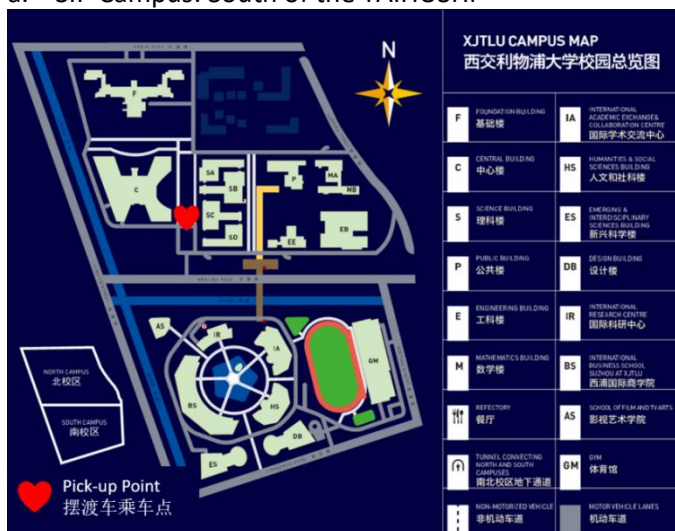 XJTLU CAMPUS MAP
西交利物浦大学校园总览图
N
F
C
SA
SB
SC
SD
P
MA
MB
EE
EB
AS
IR
IA
BS
HS
GM
ES
DB
NORTH CAMPUS
北校区
SOUTH CAMPUS
南校区
Pick-up Point
摆渡车乘车点
F
FOUNDATION BUILDING
基础楼
C
CENTRAL BUILDING
中心楼
S
SCIENCE BUILDING
理科楼
P
PUBLIC BUILDING
公共楼
E
ENGINEERING BUILDING
工科楼
M
MATHEMATICS BUILDING
数学楼
REFECTORY
餐厅
TUNNEL CONNECTING
NORTH AND SOUTH
CAMPUSES
南北校区地下通道
NON-MOTORIZED VEHICLE
非机动车道
IA
INTERNATIONAL
ACADEMIC EXCHANGE&
COLLABORATION CENTRE
国际学术交流中心
HS
HUMANITIES & SOCIAL
SCIENCES BUILDING
人文和社科楼
ES
EMERGING &
INTERDISCIPLINARY
SCIENCES BUILDING
新兴科学楼
DB
DESIGN BUILDING
设计楼
IR
INTERNATIONAL
RESEARCH CENTRE
国际科研中心
BS
INTERNATIONAL
BUSINESS SCHOOL
SUZHOU AT XJTLU
西浦国际商学院
AS
SCHOOL OF FILM AND TV ARTS
影视艺术学院
GM
GYM
体育馆
MOTOR VEHICLE LANES
机动车道